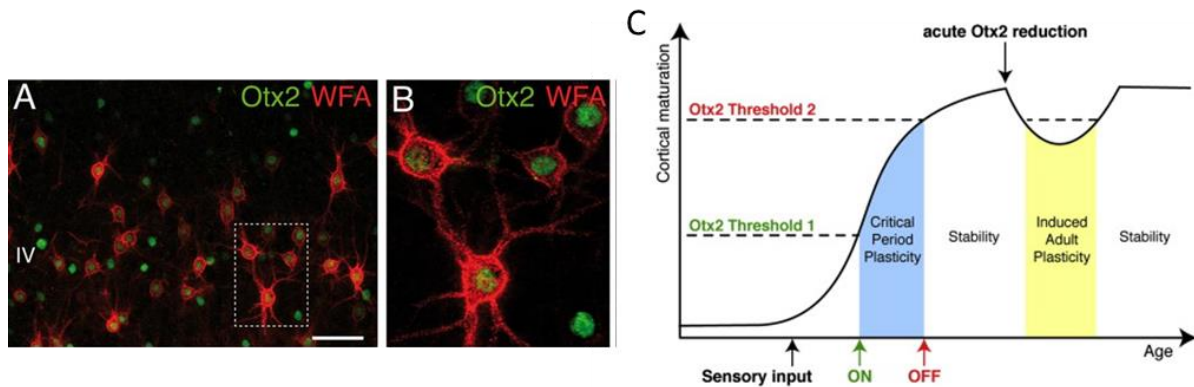 A
Otx2 WFA
IV
B
Otx2 WFA
C
acute Otx2 reduction
Cortical maturation
Otx2 Threshold 2
Otx2 Threshold 1
Critical
Period
Plasticity
Stability
Induced
Adult
Plasticity
Stability
Age
Sensory input
ON
OFF